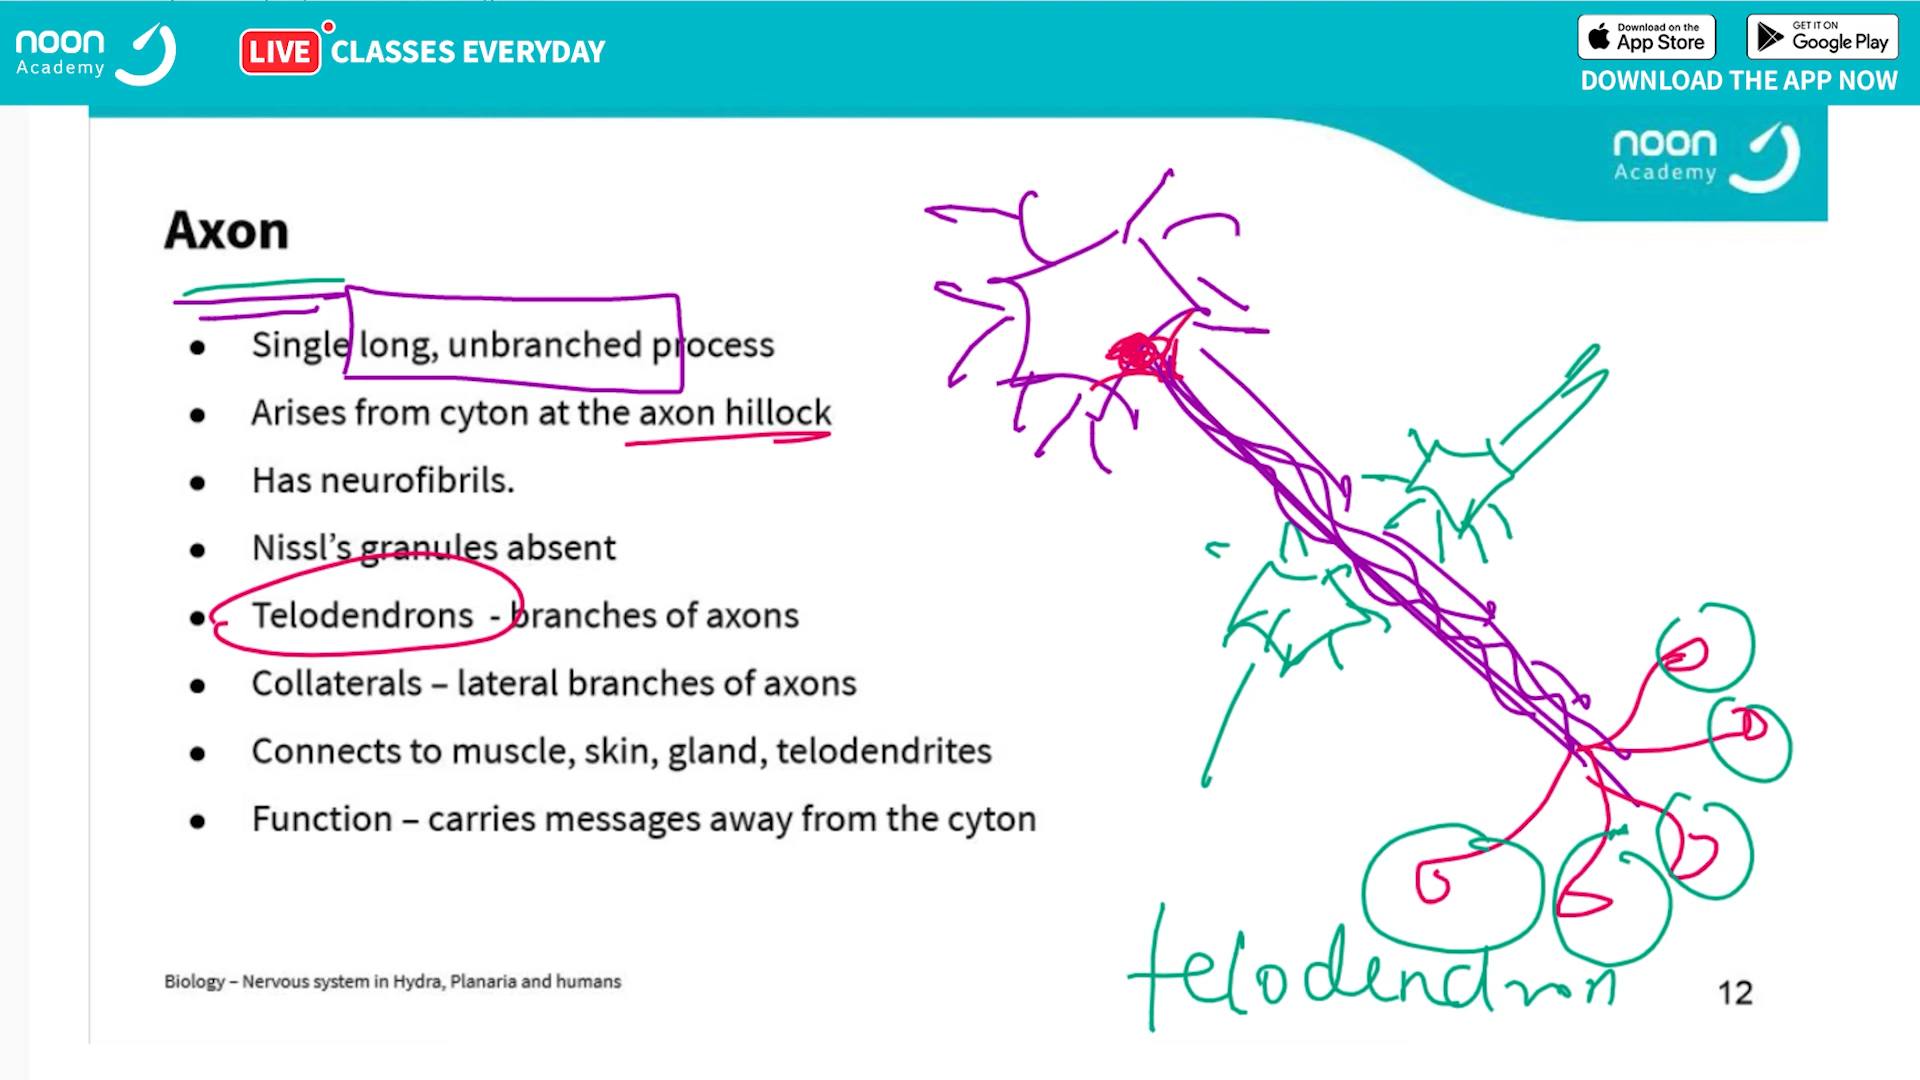 noon
Academy
LIVE CLASSES EVERYDAY
Download on the
App Store
GET IT ON
Google Play
DOWNLOAD THE APP NOW
noon
Academy
Axon
● Single long, unbranched process
● Arises from cyton at the axon hillock
● Has neurofibrils.
● Nissl’s granules absent
● Telodendrons - branches of axons
● Collaterals – lateral branches of axons
● Connects to muscle, skin, gland, telodendrites
● Function – carries messages away from the cyton
telodendron
Biology – Nervous system in Hydra, Planaria and humans
12